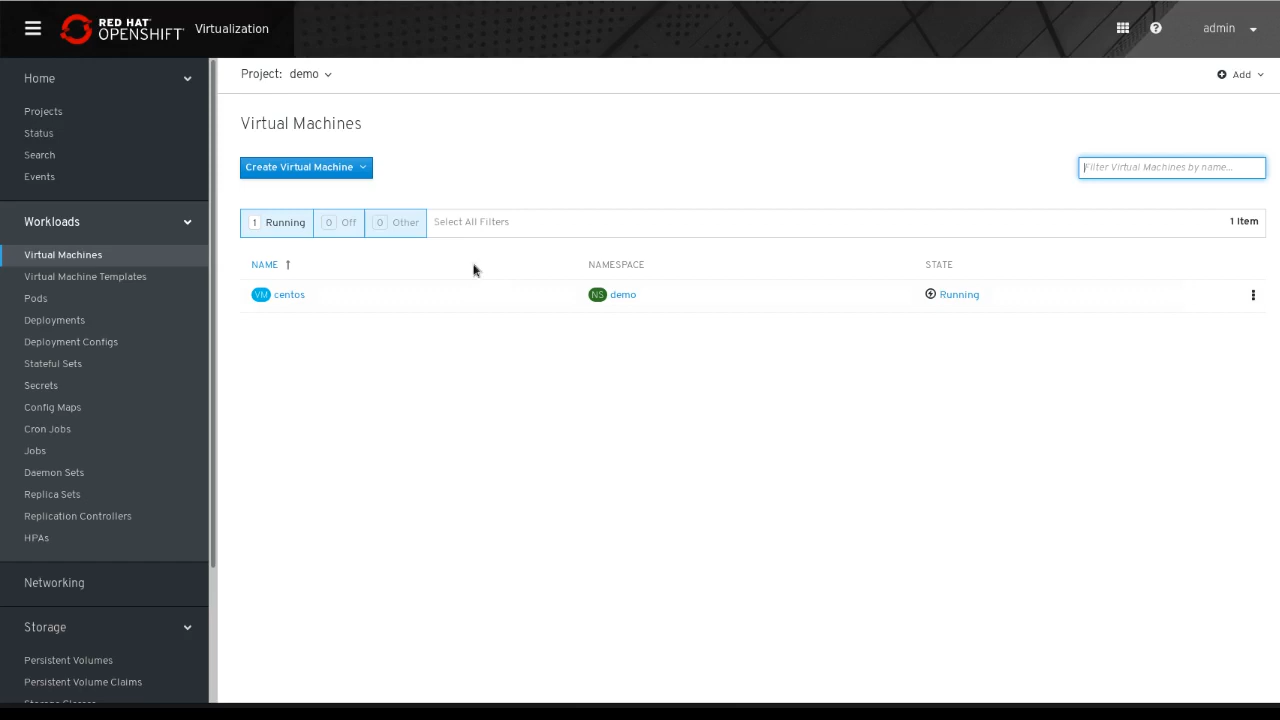 RED HAT
OPENSHIFT
Virtualization
admin
Home
Projects
Status
Search
Events
Workloads
Virtual Machines
Virtual Machine Templates
Pods
Deployments
Deployment Configs
Stateful Sets
Secrets
Config Maps
Cron Jobs
Jobs
Daemon Sets
Replica Sets
Replication Controllers
HPAs
Networking
Storage
Persistent Volumes
Persistent Volume Claims
Storage Classes
Project: demo
Add
Virtual Machines
Create Virtual Machine
Filter Virtual Machines by name...
1 Running 0 Off 0 Other Select All Filters 1 Item
NAME NAMESPACE STATE
VM centos NS demo Running